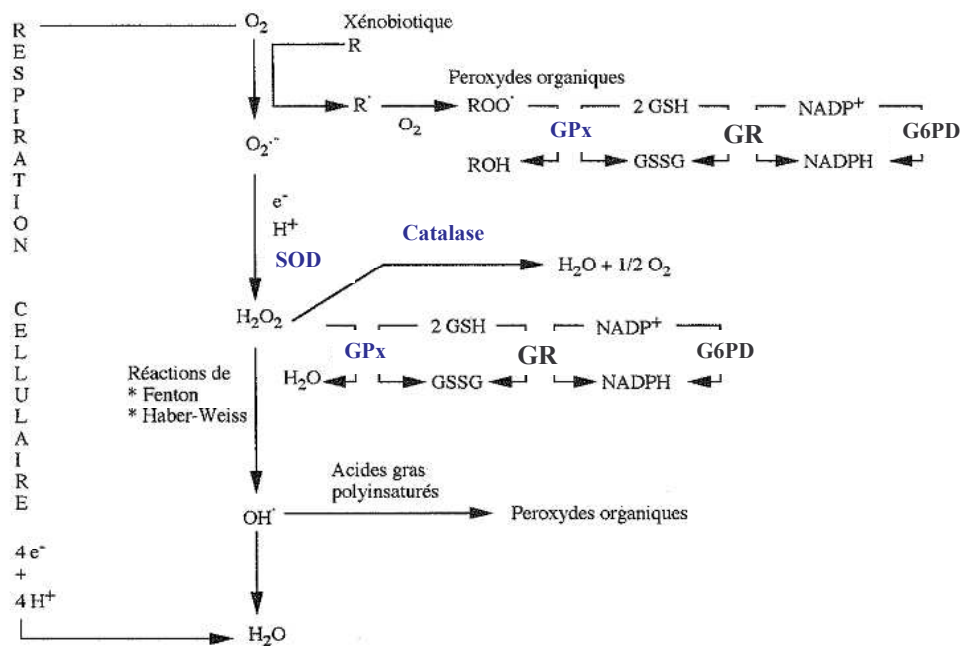 RESPIRATION CELLULAIRE
O₂
Xénobiotique
R
Peroxydes organiques
R˙
O₂
ROO˙
2 GSH
NADP⁺
GPx
GR
G6PD
ROH
GSSG
NADPH
O₂˙⁻
e⁻
H⁺
SOD
Catalase
H₂O + 1/2 O₂
H₂O₂
2 GSH
NADP⁺
GPx
GR
G6PD
H₂O
GSSG
NADPH
Réactions de
* Fenton
* Haber-Weiss
Acides gras
polyinsaturés
OH˙
Peroxydes organiques
4 e⁻
+
4 H⁺
H₂O